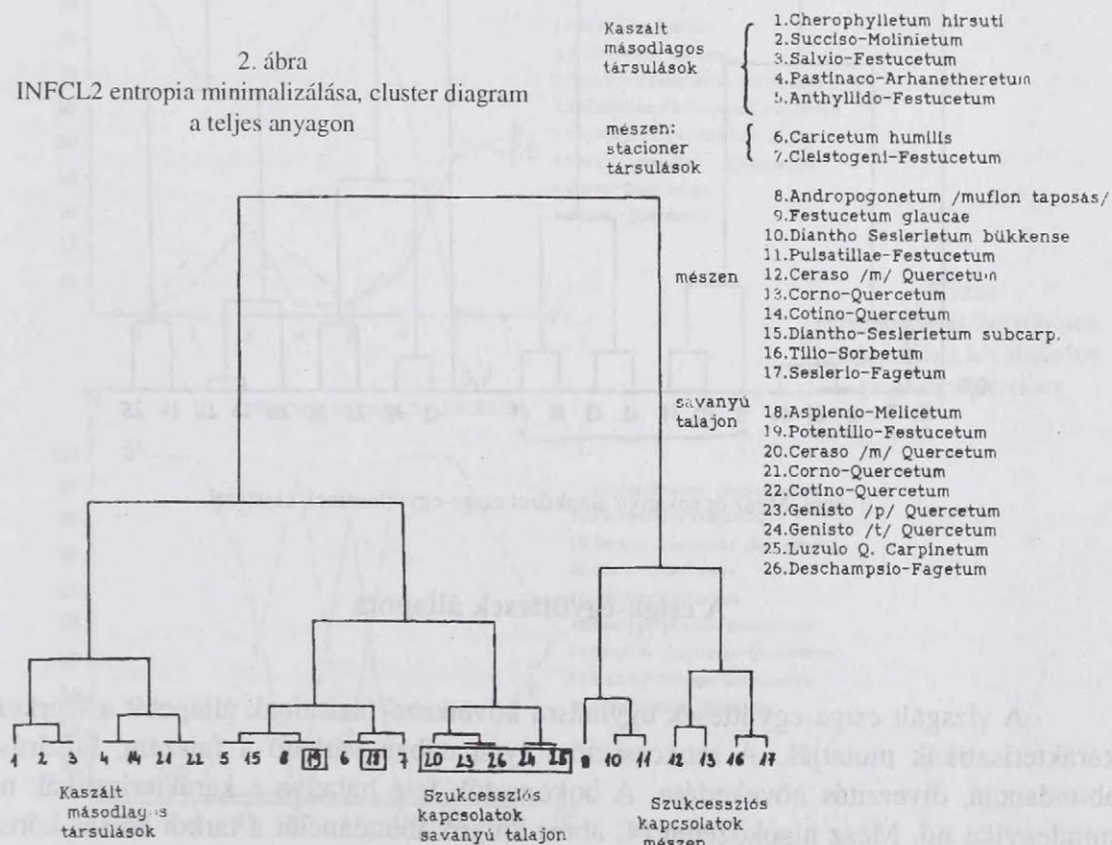 2. ábra
INFCL2 entropia minimalizálása, cluster diagram
a teljes anyagon
Kaszált
másodlagos
társulások
1.Cherophylletum hirsuti
2.Succiso-Molinietum
3.Salvio-Festucetum
4.Pastinaco-Arhanetheretum
5.Anthyllido-Festucetum
mészen:
stacioner
társulások
6.Caricetum humilis
7.Cleistogeni-Festucetum
8.Andropogonetum /muflon taposás/
9.Festucetum glaucae
10.Diantho Seslerietum bükkense
11.Pulsatillae-Festucetum
mészen
12.Ceraso /m/ Quercetum
13.Corno-Quercetum
14.Cotino-Quercetum
15.Diantho-Seslerietum subcarp.
16.Tilio-Sorbetum
17.Seslerio-Fagetum
savanyú
talajon
18.Asplenio-Melicetum
19.Potentillo-Festucetum
20.Ceraso /m/ Quercetum
21.Corno-Quercetum
22.Cotino-Quercetum
23.Genisto /p/ Quercetum
24.Genisto /t/ Quercetum
25.Luzulo Q. Carpinetum
26.Deschampsio-Fagetum
1 2 3 4 14 21 22 5 15 8 19 6 18 7 20 23 26 24 25 9 10 11 12 13 16 17
Kaszált
társulások
Szukcessziós
kapcsolatok
savanyú talajon
Szukcessziós
kapcsolatok
mészen